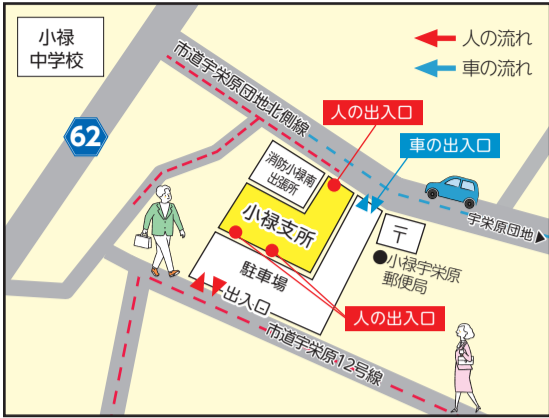 小禄
中学校
人の流れ
車の流れ
市道宇栄原団地北側線
62
人の出入口
車の出入口
消防小禄南
出張所
小禄支所
〒
宇栄原団地▶
小禄宇栄原
郵便局
駐車場
出入口
人の出入口
市道宇栄原12号線